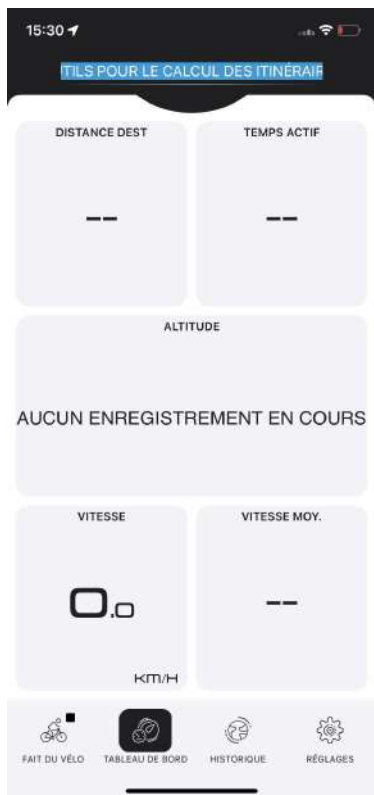 15:30
TILS POUR LE CALCUL DES ITINÉRAIR
DISTANCE DEST
TEMPS ACTIF
--
--
ALTITUDE
AUCUN ENREGISTREMENT EN COURS
VITESSE
VITESSE MOY.
0.0
--
KM/H
FAIT DU VÉLO
TABLEAU DE BORD
HISTORIQUE
RÉGLAGES